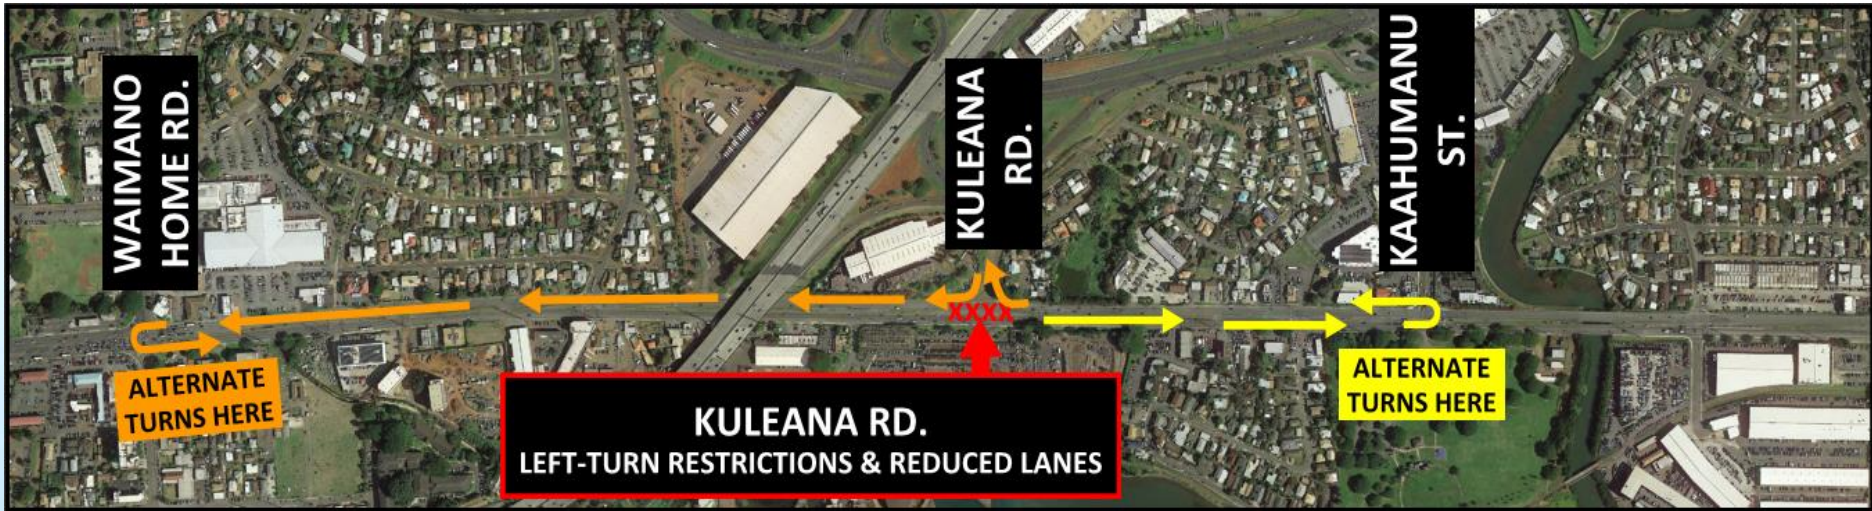 WAIMANO
HOME RD.
KULEANA
RD.
KAAHUMANU
ST.
XXXX
ALTERNATE
TURNS HERE
ALTERNATE
TURNS HERE
KULEANA RD.
LEFT-TURN RESTRICTIONS & REDUCED LANES